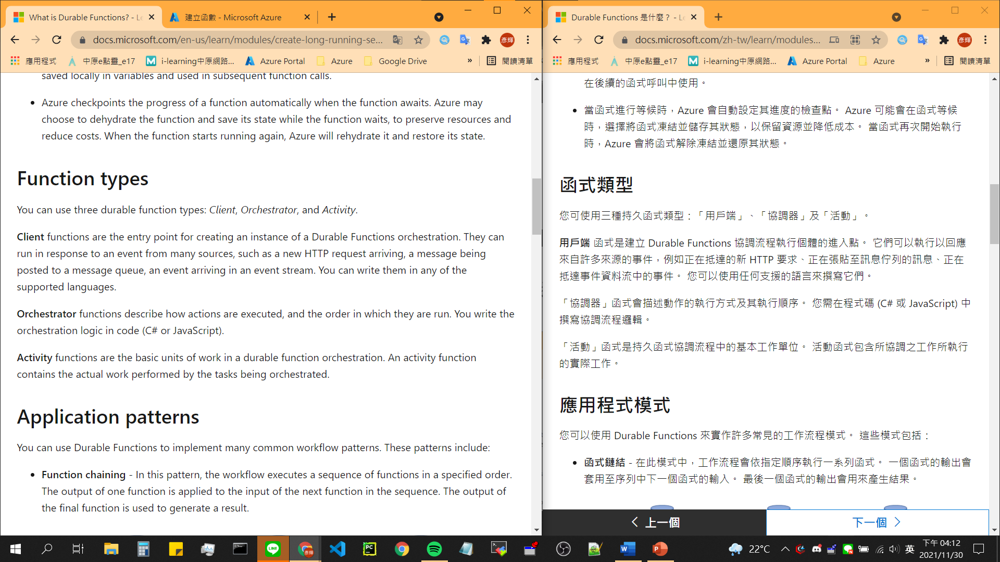 What is Durable Functions? - Le
建立函數 - Microsoft Azure
docs.microsoft.com/en-us/learn/modules/create-long-running-se...
彥輝
應用程式
中原e點靈_e17
i-learning中原網路...
Azure Portal
Azure
Google Drive
»
閱讀清單
saved locally in variables and used in subsequent function calls.
• Azure checkpoints the progress of a function automatically when the function awaits. Azure may
choose to dehydrate the function and save its state while the function waits, to preserve resources and
reduce costs. When the function starts running again, Azure will rehydrate it and restore its state.
Function types
You can use three durable function types: Client, Orchestrator, and Activity.
Client functions are the entry point for creating an instance of a Durable Functions orchestration. They can
run in response to an event from many sources, such as a new HTTP request arriving, a message being
posted to a message queue, an event arriving in an event stream. You can write them in any of the
supported languages.
Orchestrator functions describe how actions are executed, and the order in which they are run. You write the
orchestration logic in code (C# or JavaScript).
Activity functions are the basic units of work in a durable function orchestration. An activity function
contains the actual work performed by the tasks being orchestrated.
Application patterns
You can use Durable Functions to implement many common workflow patterns. These patterns include:
• Function chaining - In this pattern, the workflow executes a sequence of functions in a specified order.
The output of one function is applied to the input of the next function in the sequence. The output of
the final function is used to generate a result.
Durable Functions 是什麼？ - Le
docs.microsoft.com/zh-tw/learn/modules...
彥輝
應用程式
中原e點靈_e17
i-learning中原網路...
Azure Portal
Azure
»
閱讀清單
在後續的函式呼叫中使用。
• 當函式進行等候時，Azure 會自動設定其進度的檢查點。 Azure 可能會在函式等候
時，選擇將函式凍結並儲存其狀態，以保留資源並降低成本。 當函式再次開始執行
時，Azure 會將函式解除凍結並還原其狀態。
函式類型
您可使用三種持久函式類型：「用戶端」、「協調器」及「活動」。
用戶端 函式是建立 Durable Functions 協調流程執行個體的進入點。 它們可以執行以回應
來自許多來源的事件，例如正在抵達的新 HTTP 要求、正在張貼至訊息佇列的訊息、正在
抵達事件資料流中的事件。 您可以使用任何支援的語言來撰寫它們。
「協調器」函式會描述動作的執行方式及其執行順序。 您需在程式碼 (C# 或 JavaScript) 中
撰寫協調流程邏輯。
「活動」函式是持久函式協調流程中的基本工作單位。 活動函式包含所協調之工作所執行
的實際工作。
應用程式模式
您可以使用 Durable Functions 來實作許多常見的工作流程模式。 這些模式包括：
• 函式鏈結 - 在此模式中，工作流程會依指定順序執行一系列函式。 一個函式的輸出會
套用至序列中下一個函式的輸入。 最後一個函式的輸出會用來產生結果。
上一個
下一個
22°C
英
下午 04:12
2021/11/30